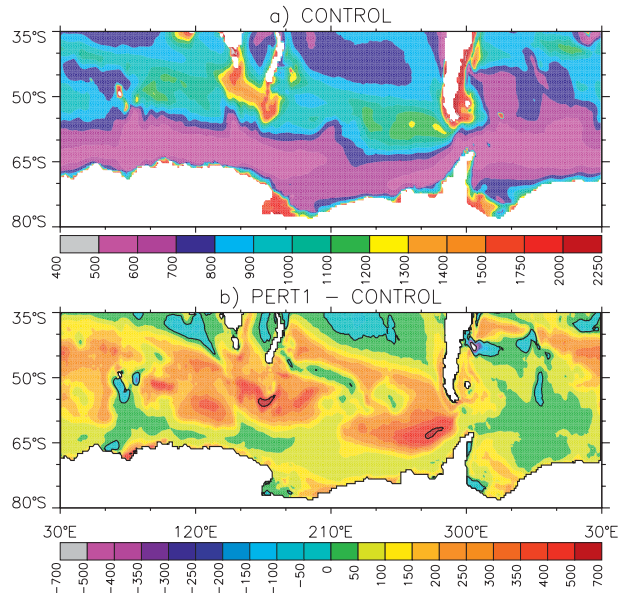 a) CONTROL
35°S
50°S
65°S
80°S
400 500 600 700 800 900 1000 1100 1200 1300 1400 1500 1750 2000 2250
b) PERT1 − CONTROL
35°S
50°S
65°S
80°S
30°E 120°E 210°E 300°E 30°E
−700 −500 −400 −300 −250 −200 −150 −100 −50 0 50 100 150 200 250 300 350 400 500 700